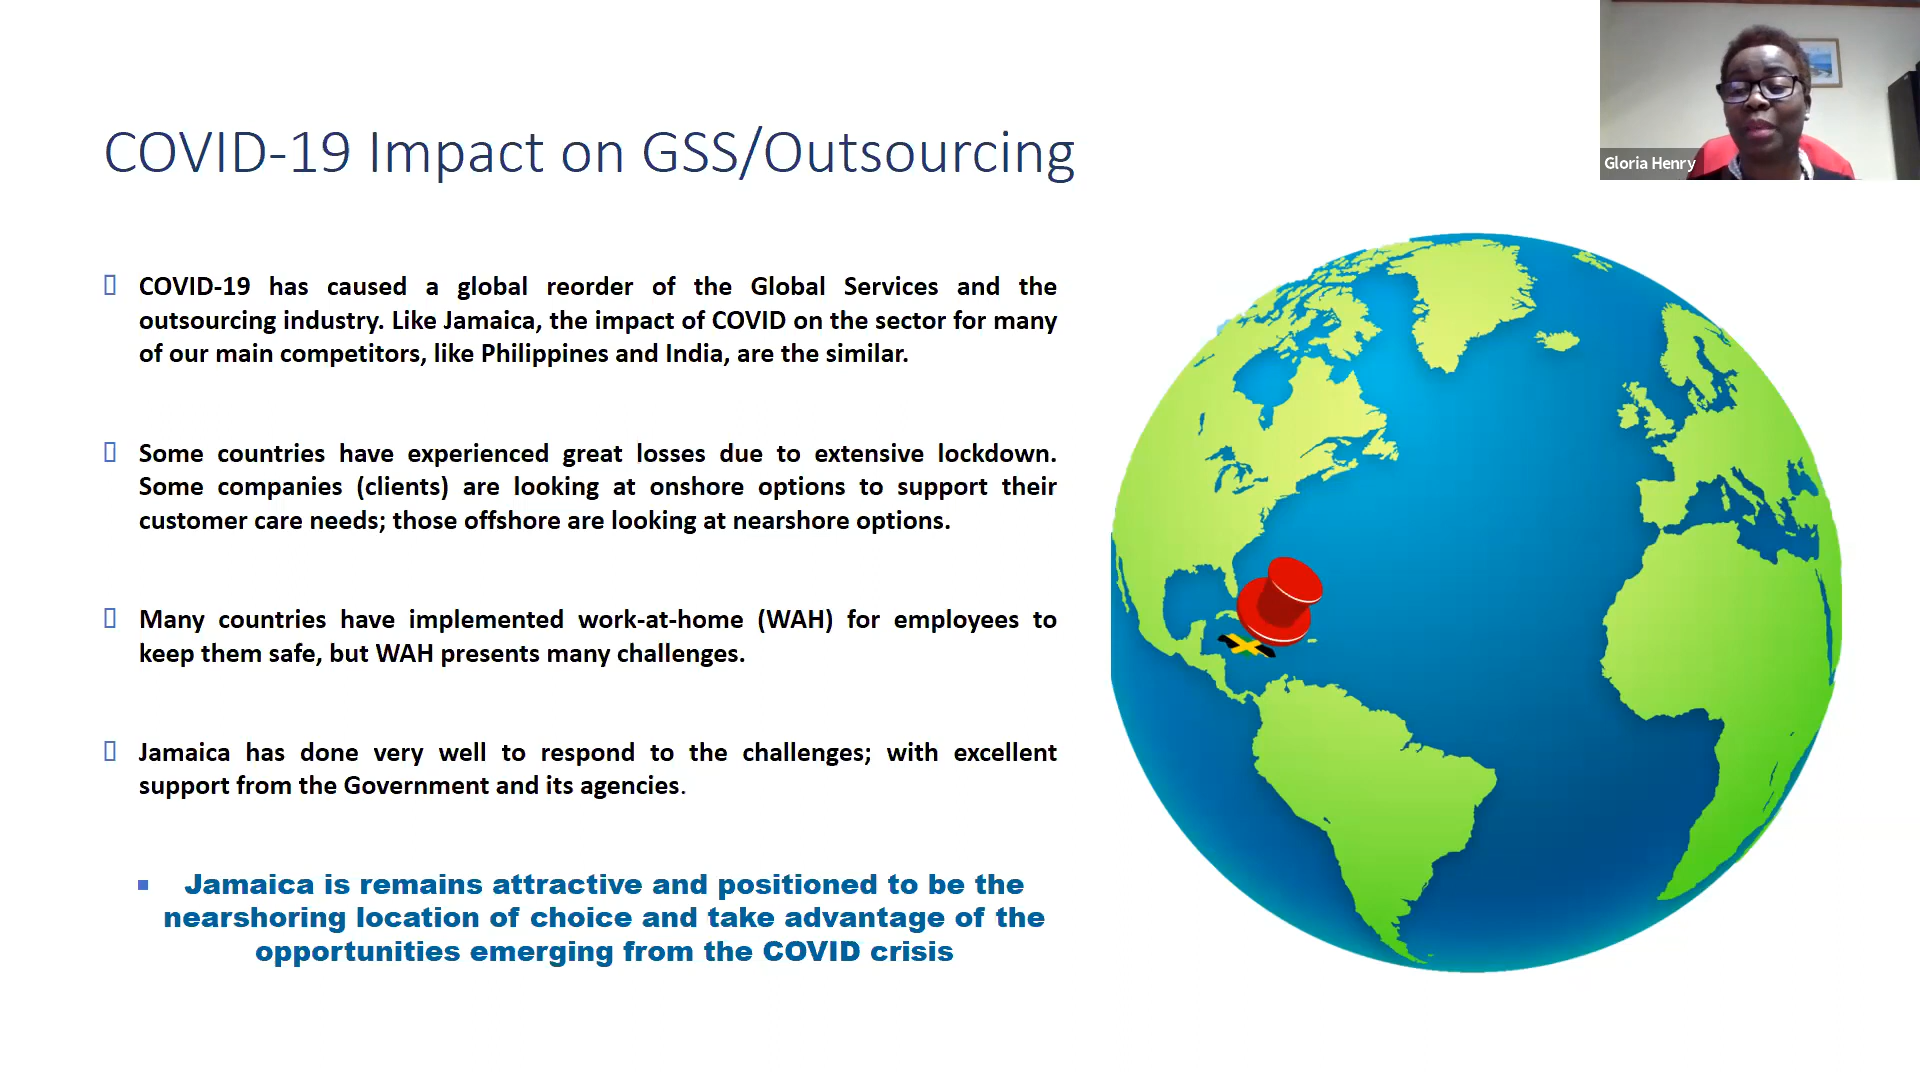 COVID-19 Impact on GSS/Outsourcing
Gloria Henry
COVID-19 has caused a global reorder of the Global Services and the
outsourcing industry. Like Jamaica, the impact of COVID on the sector for many
of our main competitors, like Philippines and India, are the similar.
Some countries have experienced great losses due to extensive lockdown.
Some companies (clients) are looking at onshore options to support their
customer care needs; those offshore are looking at nearshore options.
Many countries have implemented work-at-home (WAH) for employees to
keep them safe, but WAH presents many challenges.
Jamaica has done very well to respond to the challenges; with excellent
support from the Government and its agencies.
Jamaica is remains attractive and positioned to be the
nearshoring location of choice and take advantage of the
opportunities emerging from the COVID crisis